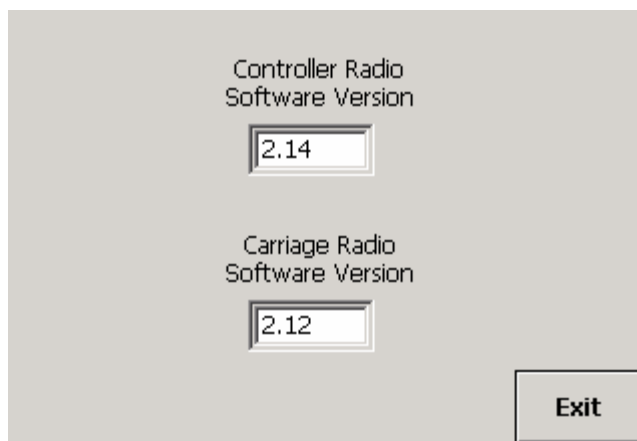 Controller Radio
Software Version
2.14
Carriage Radio
Software Version
2.12
Exit